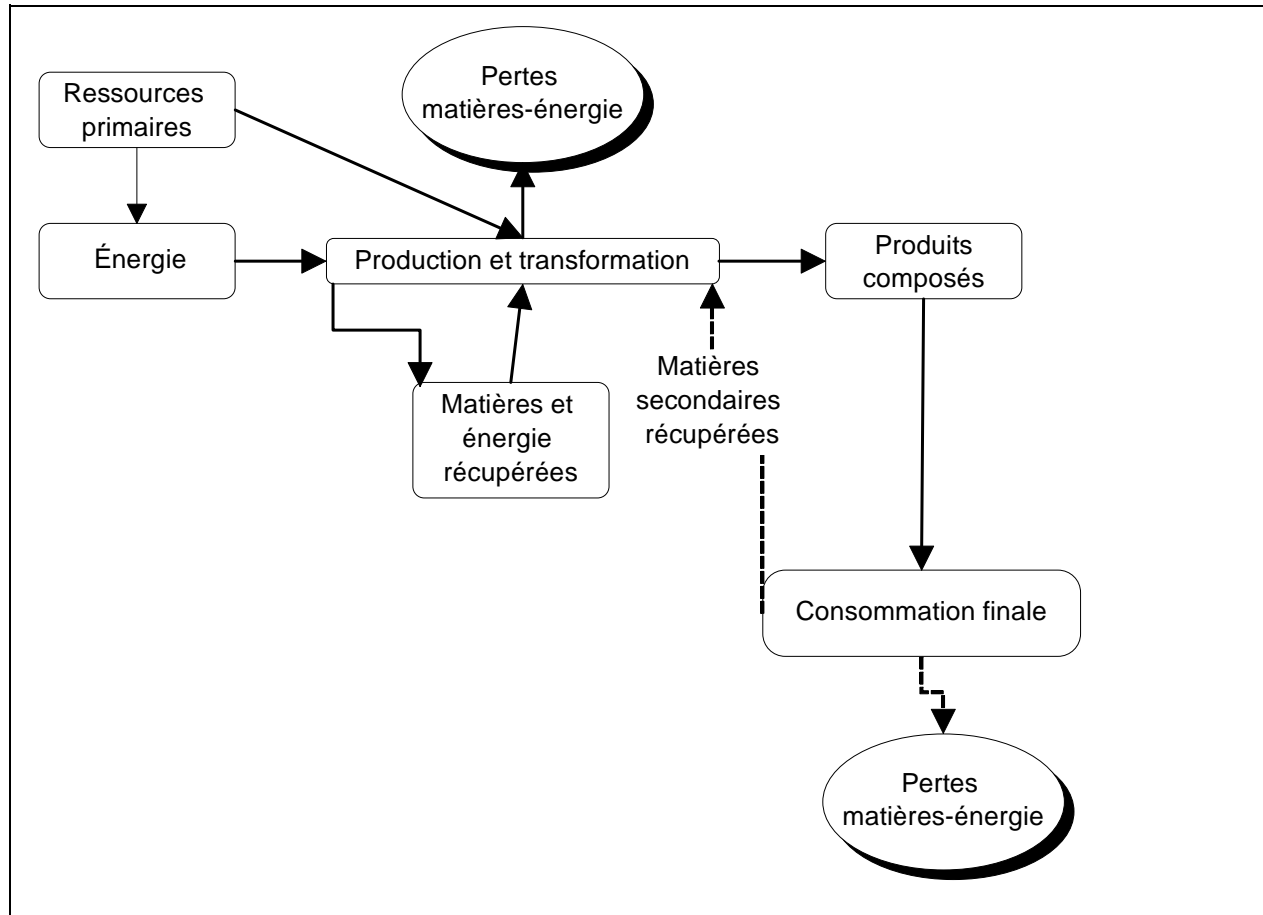 Pertes
matières-énergie
Ressources
primaires
Énergie
Production et transformation
Produits
composés
Matières et
énergie
récupérées
Matières
secondaires
récupérées
Consommation finale
Pertes
matières-énergie